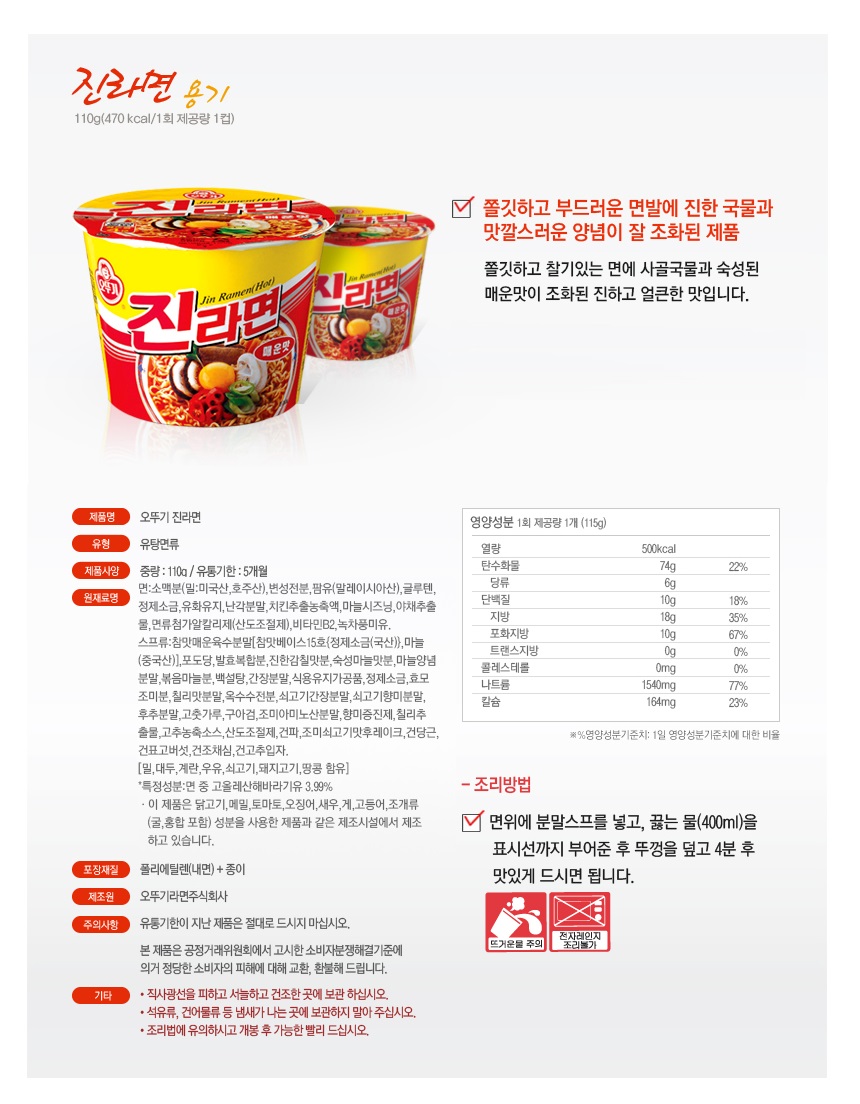 진라면 용기
110g(470 kcal/1회 제공량 1컵)
오뚜기
진라면
Jin Ramen(Hot)
매운맛
쫄깃하고 부드러운 면발에 진한 국물과
맛깔스러운 양념이 잘 조화된 제품
쫄깃하고 찰기있는 면에 사골국물과 숙성된
매운맛이 조화된 진하고 얼큰한 맛입니다.
제품명 오뚜기 진라면
유형 유탕면류
제품사양 중량 : 110g / 유통기한 : 5개월
원재료명 면:소맥분(밀:미국산,호주산),변성전분,팜유(말레이시아산),글루텐,
정제소금,유화유지,난각분말,치킨추출농축액,마늘시즈닝,야채추출
물,면류첨가알칼리제(산도조절제),비타민B2,녹차풍미유.
스프류:참맛매운육수분말[참맛베이스15호{정제소금(국산)},마늘
(중국산)],포도당,발효복합분,진한감칠맛분,숙성마늘맛분,마늘양념
분말,볶음마늘분,백설탕,간장분말,식용유지가공품,정제소금,효모
조미분,칠리맛분말,옥수수전분,쇠고기간장분말,쇠고기향미분말,
후추분말,고춧가루,구아검,조미아미노산분말,향미증진제,칠리추
출물,고추농축소스,산도조절제,건파,조미쇠고기맛후레이크,건당근,
건표고버섯,건조채심,건고추입자.
[밀,대두,계란,우유,쇠고기,돼지고기,땅콩 함유]
*특정성분:면 중 고올레산해바라기유 3.99%
· 이 제품은 닭고기,메밀,토마토,오징어,새우,게,고등어,조개류
(굴,홍합 포함) 성분을 사용한 제품과 같은 제조시설에서 제조
하고 있습니다.
포장재질 폴리에틸렌(내면) + 종이
제조원 오뚜기라면주식회사
주의사항 유통기한이 지난 제품은 절대로 드시지 마십시오.
본 제품은 공정거래위원회에서 고시한 소비자분쟁해결기준에
의거 정당한 소비자의 피해에 대해 교환, 환불해 드립니다.
기타 • 직사광선을 피하고 서늘하고 건조한 곳에 보관 하십시오.
• 석유류, 건어물류 등 냄새가 나는 곳에 보관하지 말아 주십시오.
• 조리법에 유의하시고 개봉 후 가능한 빨리 드십시오.
영양성분 1회 제공량 1개 (115g)
열량 500kcal
탄수화물 74g 22%
당류 6g
단백질 10g 18%
지방 18g 35%
포화지방 10g 67%
트랜스지방 0g 0%
콜레스테롤 0mg 0%
나트륨 1540mg 77%
칼슘 164mg 23%
※%영양성분기준치: 1일 영양성분기준치에 대한 비율
- 조리방법
면위에 분말스프를 넣고, 끓는 물(400ml)을
표시선까지 부어준 후 뚜껑을 덮고 4분 후
맛있게 드시면 됩니다.
뜨거운물 주의
전자레인지
조리불가